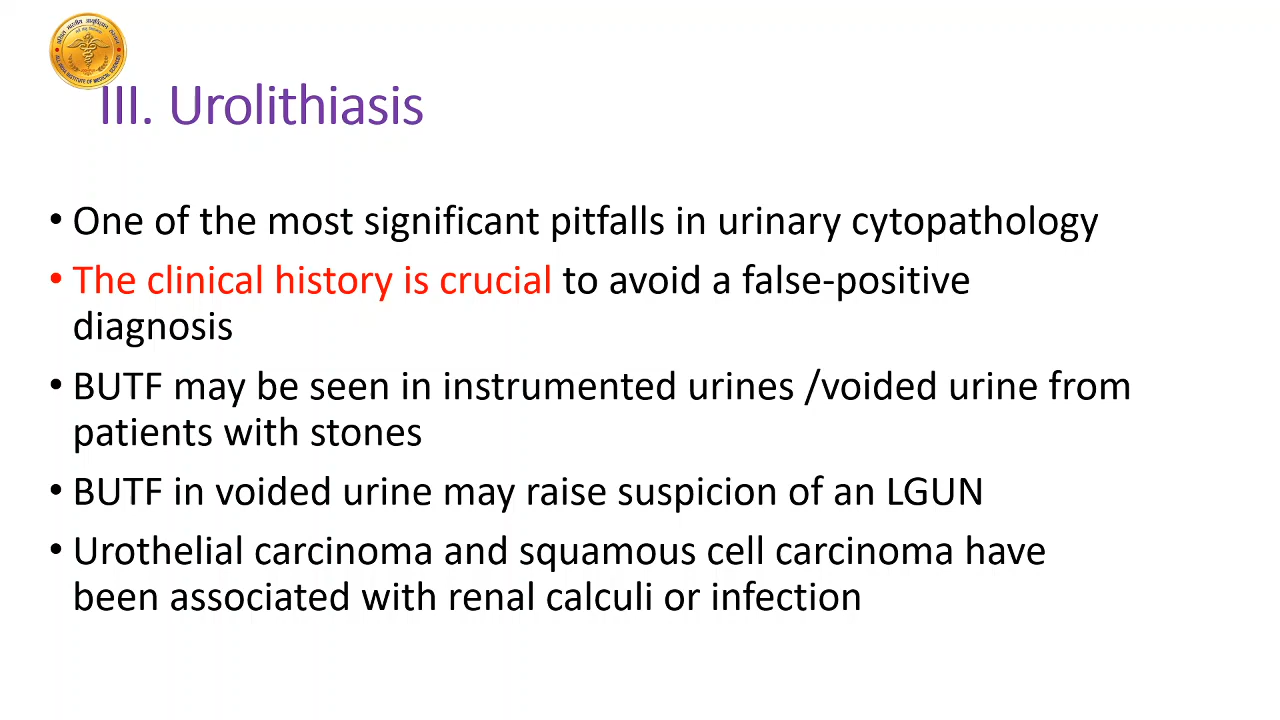 III. Urolithiasis
• One of the most significant pitfalls in urinary cytopathology
• The clinical history is crucial to avoid a false-positive
diagnosis
• BUTF may be seen in instrumented urines /voided urine from
patients with stones
• BUTF in voided urine may raise suspicion of an LGUN
• Urothelial carcinoma and squamous cell carcinoma have
been associated with renal calculi or infection